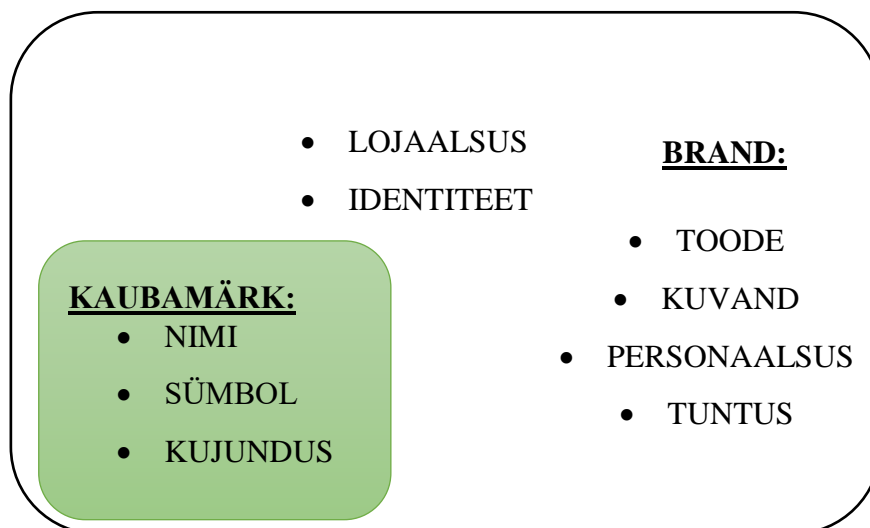 • LOJAALSUS
• IDENTITEET
BRAND:
• TOODE
• KUVAND
• PERSONAALSUS
• TUNTUS
KAUBAMÄRK:
• NIMI
• SÜMBOL
• KUJUNDUS